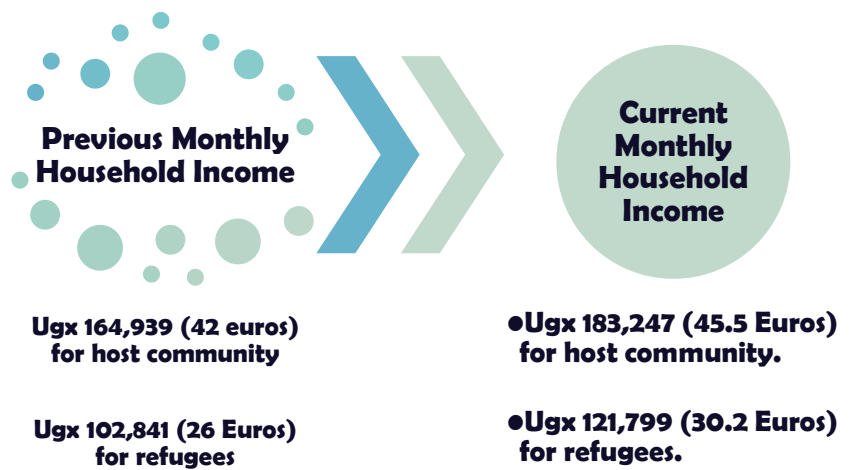 Previous Monthly
Household Income
Current
Monthly
Household
Income
Ugx 164,939 (42 euros)
for host community
Ugx 102,841 (26 Euros)
for refugees
•Ugx 183,247 (45.5 Euros)
for host community.
•Ugx 121,799 (30.2 Euros)
for refugees.